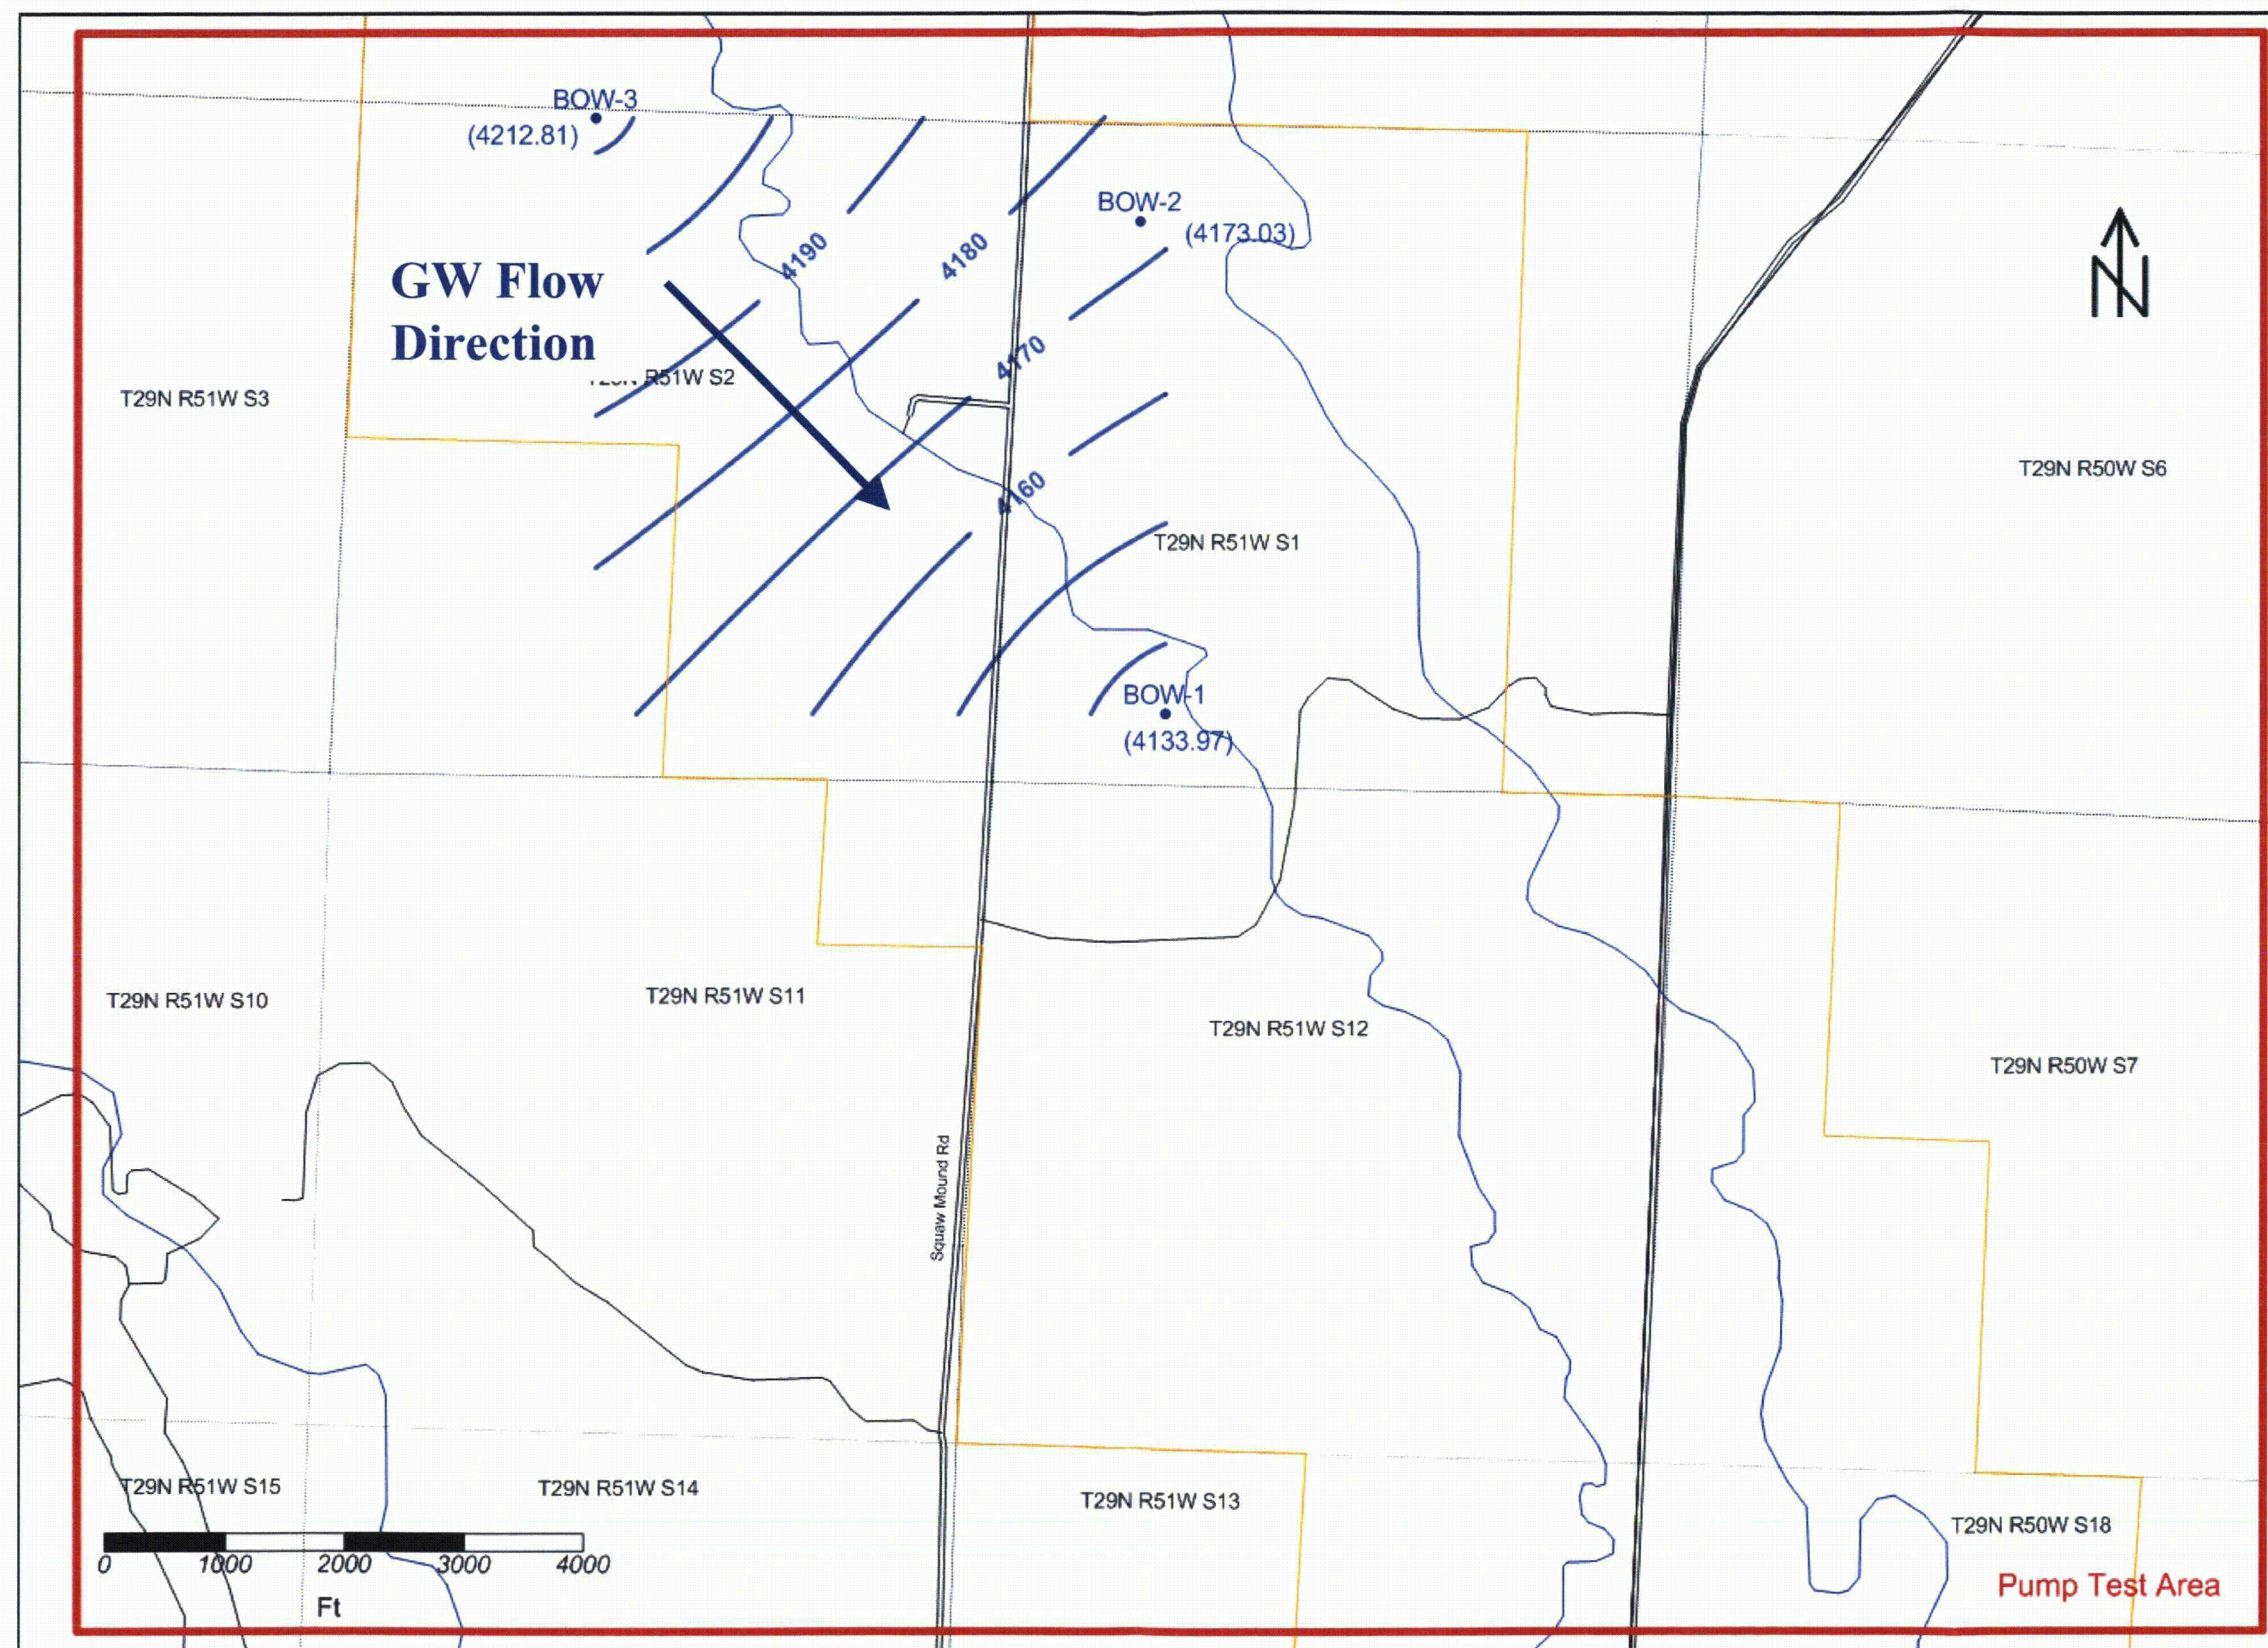 BOW-3
(4212.81)
BOW-2
(4173.03)
4190
4180
GW Flow
Direction
4170
R51W S2
T29N R51W S3
N
T29N R50W S6
4160
T29N R51W S1
BOW-1
(4133.97)
T29N R51W S10
T29N R51W S11
T29N R51W S12
T29N R50W S7
Squaw Mound Rd
T29N R51W S15
T29N R51W S14
T29N R51W S13
T29N R50W S18
0 1000 2000 3000 4000
Ft
Pump Test Area